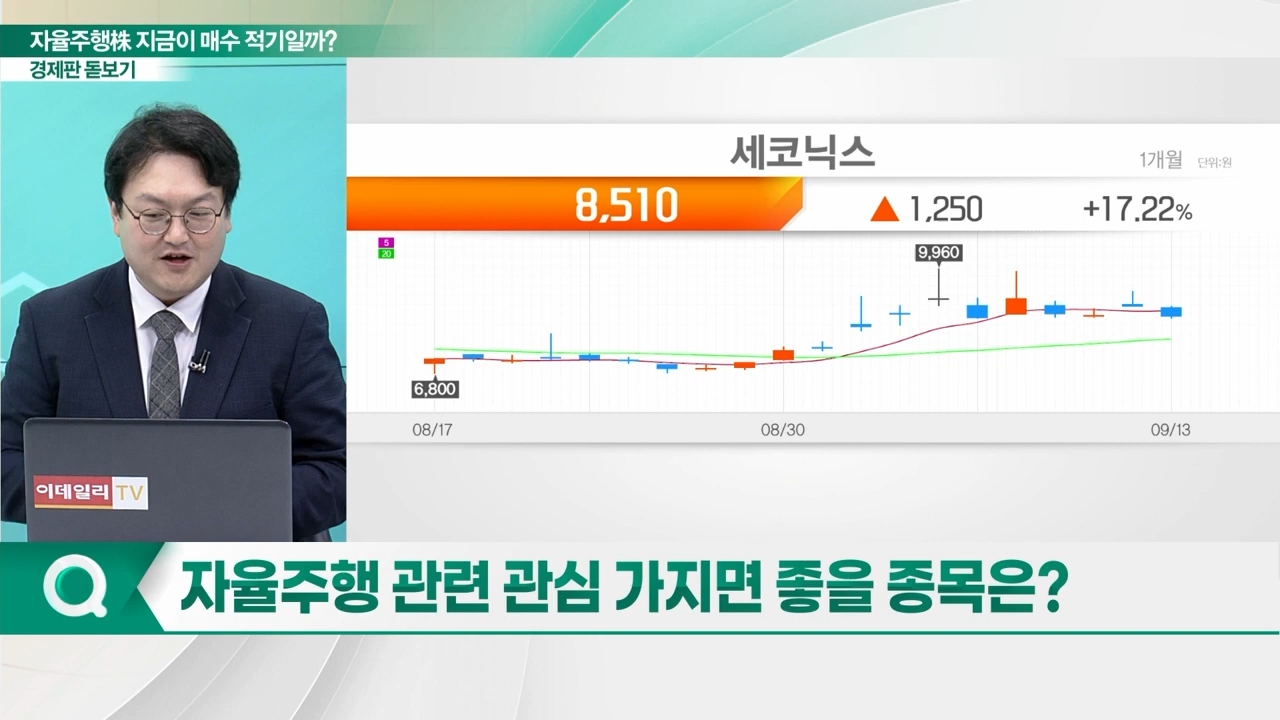 자율주행株 지금이 매수 적기일까?
경제판 돋보기
세코닉스
1개월 단위:원
8,510 ▲ 1,250 +17.22%
5
20
9,960
6,800
08/17 08/30 09/13
이데일리 TV
자율주행 관련 관심 가지면 좋을 종목은?